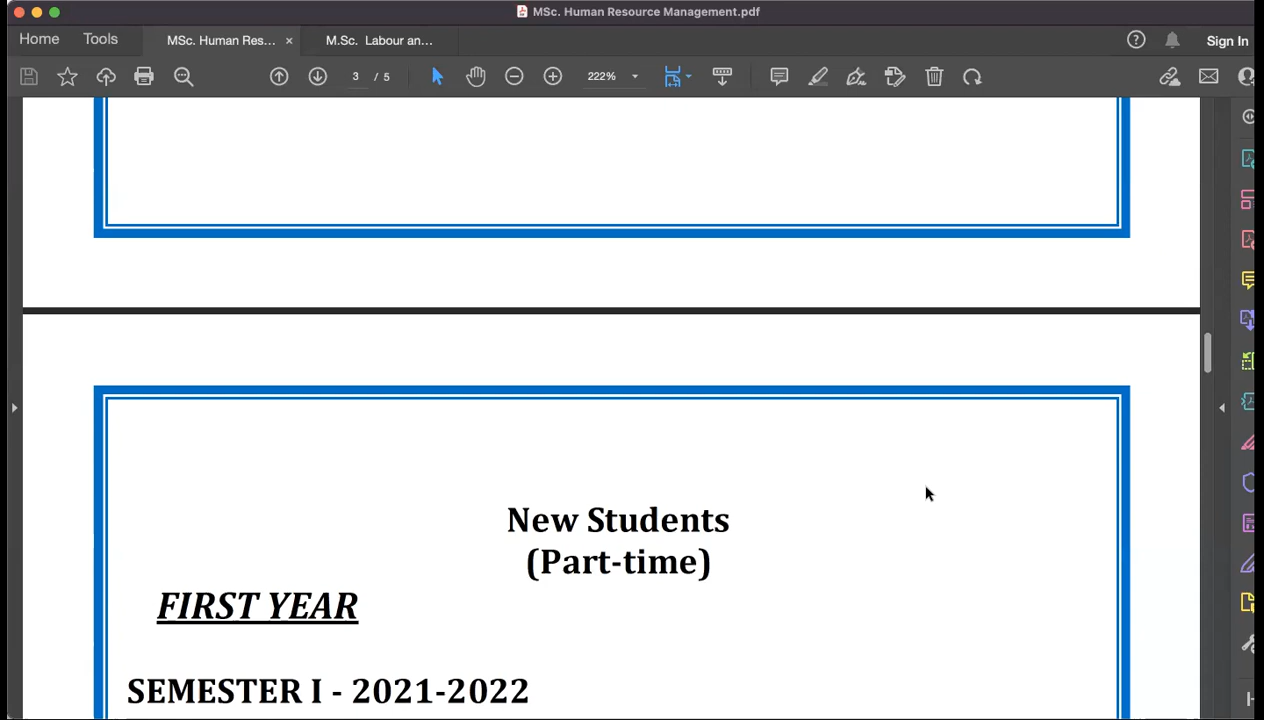 MSc. Human Resource Management.pdf
Home
Tools
MSc. Human Res...
×
M.Sc. Labour an...
?
Sign In
3 / 5
222%
New Students
(Part-time)
FIRST YEAR
SEMESTER I - 2021-2022